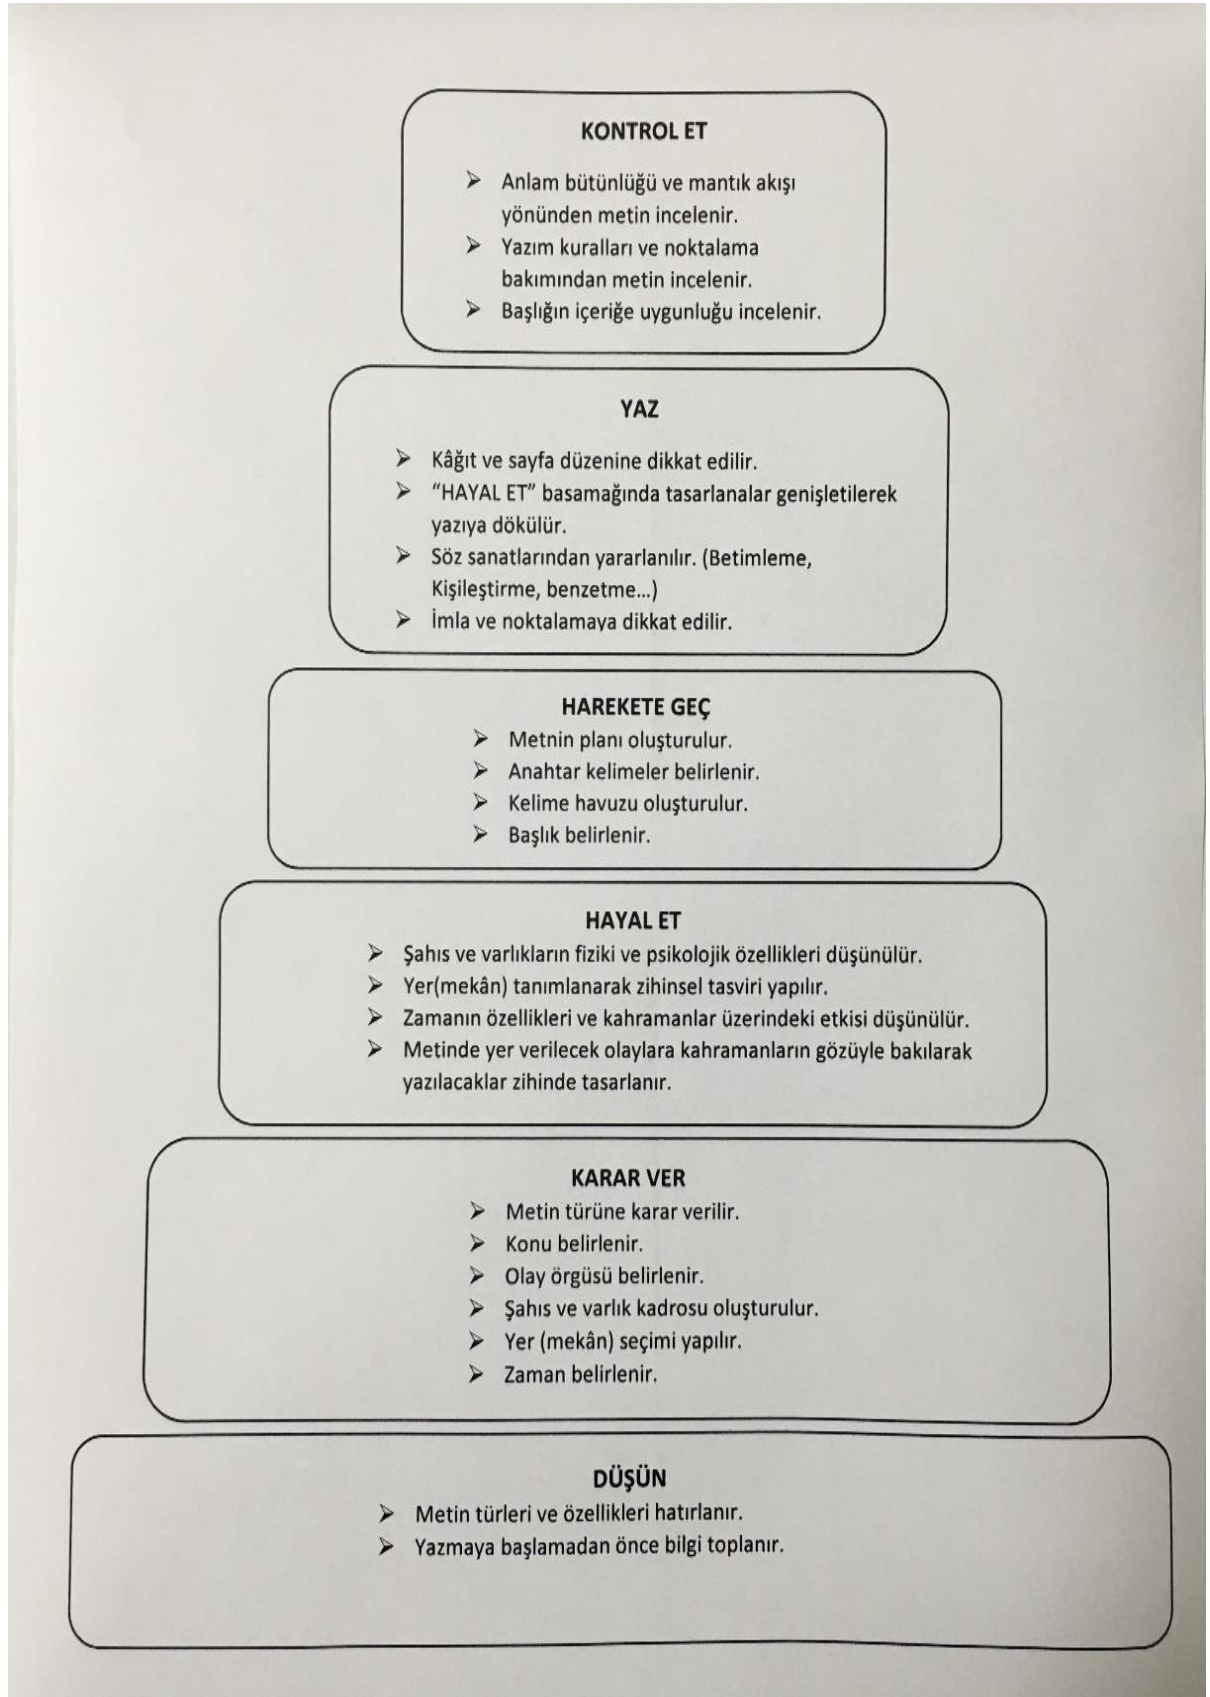 KONTROL ET
➢ Anlam bütünlüğü ve mantık akışı
yönünden metin incelenir.
➢ Yazım kuralları ve noktalama
bakımından metin incelenir.
➢ Başlığın içeriğe uygunluğu incelenir.
YAZ
➢ Kâğıt ve sayfa düzenine dikkat edilir.
➢ “HAYAL ET” basamağında tasarlanalar genişletilerek
yazıya dökülür.
➢ Söz sanatlarından yararlanılır. (Betimleme,
Kişileştirme, benzetme...)
➢ İmla ve noktalamaya dikkat edilir.
HAREKETE GEÇ
➢ Metnin planı oluşturulur.
➢ Anahtar kelimeler belirlenir.
➢ Kelime havuzu oluşturulur.
➢ Başlık belirlenir.
HAYAL ET
➢ Şahıs ve varlıkların fiziki ve psikolojik özellikleri düşünülür.
➢ Yer(mekân) tanımlanarak zihinsel tasviri yapılır.
➢ Zamanın özellikleri ve kahramanlar üzerindeki etkisi düşünülür.
➢ Metinde yer verilecek olaylara kahramanların gözüyle bakılarak
yazılacaklar zihinde tasarlanır.
KARAR VER
➢ Metin türüne karar verilir.
➢ Konu belirlenir.
➢ Olay örgüsü belirlenir.
➢ Şahıs ve varlık kadrosu oluşturulur.
➢ Yer (mekân) seçimi yapılır.
➢ Zaman belirlenir.
DÜŞÜN
➢ Metin türleri ve özellikleri hatırlanır.
➢ Yazmaya başlamadan önce bilgi toplanır.